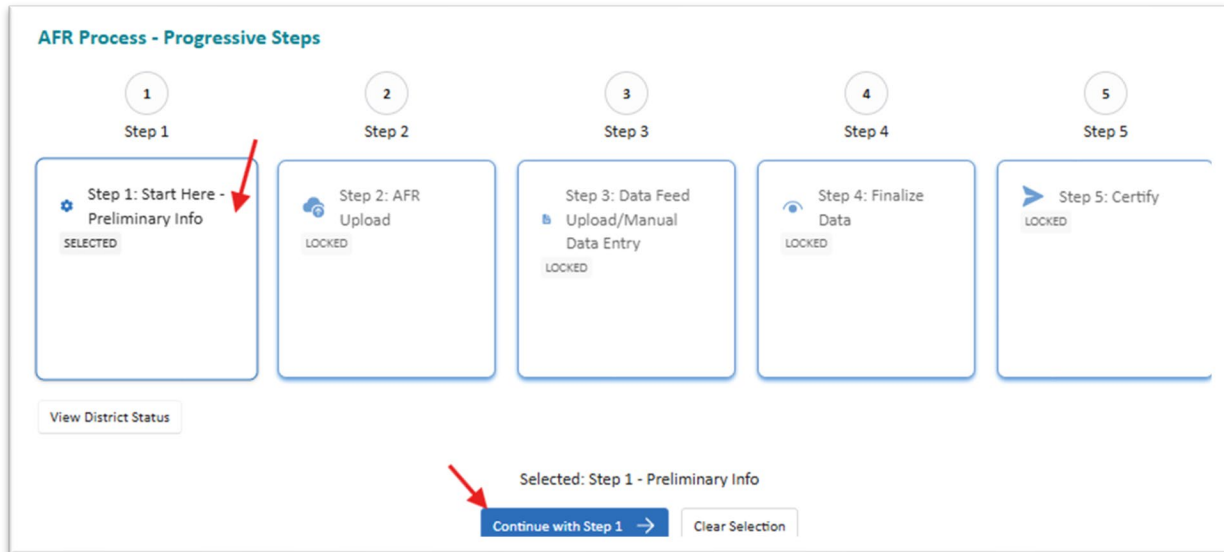 AFR Process - Progressive Steps
1
2
3
4
5
Step 1
Step 2
Step 3
Step 4
Step 5
Step 1: Start Here -
Preliminary Info
SELECTED
Step 2: AFR
Upload
LOCKED
Step 3: Data Feed
Upload/Manual
Data Entry
LOCKED
Step 4: Finalize
Data
LOCKED
Step 5: Certify
LOCKED
View District Status
Selected: Step 1 - Preliminary Info
Continue with Step 1
Clear Selection